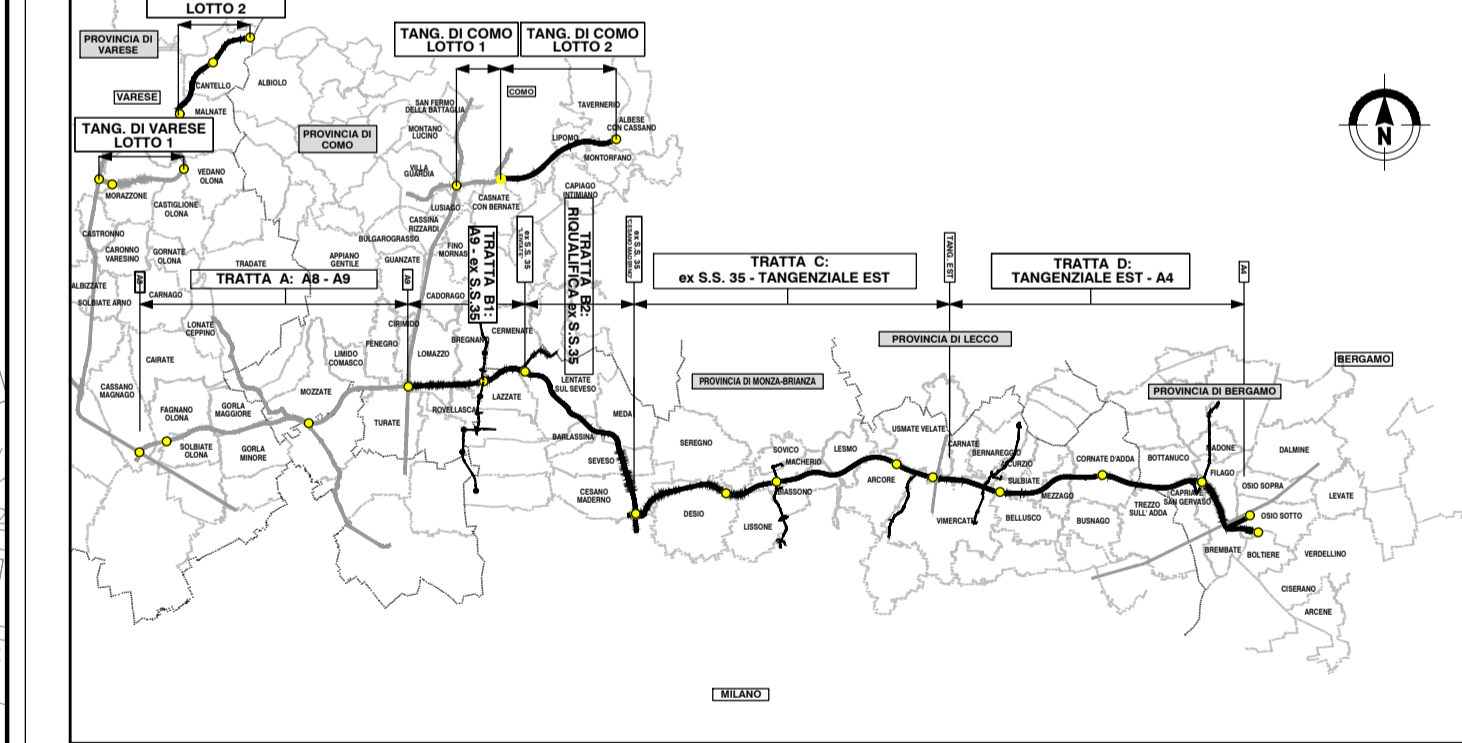 LOTTO 2
PROVINCIA DI
VARESE
CANTELLO
ALBIOLO
VARESE
MALNATE
TANG. DI VARESE
LOTTO 1
PROVINCIA DI
COMO
VEDANO
OLONA
MORAZZONE
CASTIGLIONE
OLONA
TANG. DI COMO
LOTTO 1
TANG. DI COMO
LOTTO 2
COMO
SAN FERMO
DELLA BATTAGLIA
MONTANO
LUCINO
VILLA
GUARDIA
TAVERNERIO
ALBESE
CON CASSANO
LIPOMO
MONTORFANO
CAPIAGO
INTIMIANO
LUSIAGO
CASNATE
CON BERNATE
CASSINA
RIZZARDI
N
CASTRONNO
CARONNO
VARESINO
GORNATE
OLONA
BULGAROGRASSO
FINO
MORNAS
TRADATE
APPIANO
GENTILE
GUANZATE
A8
TRATTA A: A8 - A9
A9
TRATTA B1:
A9 - ex S.S.35
ex S.S. 35
TRATTA B2:
RIQUALIFICA ex S.S.35
ex S.S. 35
TRATTA C:
ex S.S. 35 - TANGENZIALE EST
TANG. EST
TRATTA D:
TANGENZIALE EST - A4
A4
ALBIZZATE
SOLBIATE ARNO
CARNAGO
CADORAGO
LONATE
CEPPINO
CIRIMIDO
FENEGRO
BREGNANO
CERMENATE
PROVINCIA DI LECCO
LIMIDO
COMASCO
LOMAZZO
CAIRATE
BERGAMO
CASSANO
MAGNAGO
MOZZATE
LAZZATE
LENTATE
SUL SEVESO
PROVINCIA DI MONZA-BRIANZA
PROVINCIA DI BERGAMO
FAGNANO
OLONA
GORLA
MAGGIORE
ROVELLASCA
MEDA
TURATE
SOLBIATE
OLONA
GORLA
MINORE
BARLASSINA
SEREGNO
USMATE VELATE
SEVESO
SOVICO
MACHERIO
LESMO
CARNATE
BERNAREGGIO
CURZIO
CORNATE D'ADDA
BOTTANUCO
MADONE
DALMINE
FILAGO
ARCORE
SULBIATE
BIASSONO
CESANO
MADERNO
MEZZAGO
CAPRIATE
SAN GERVASO
OSIO SOPRA
LEVATE
DESIO
LISSONE
VIMERCATE
BELLUSCO
BUSNAGO
TREZZO
SULL' ADDA
OSIO SOTTO
BREMBATE
BOLTIERE
VERDELLINO
CISERANO
ARCENE
MILANO